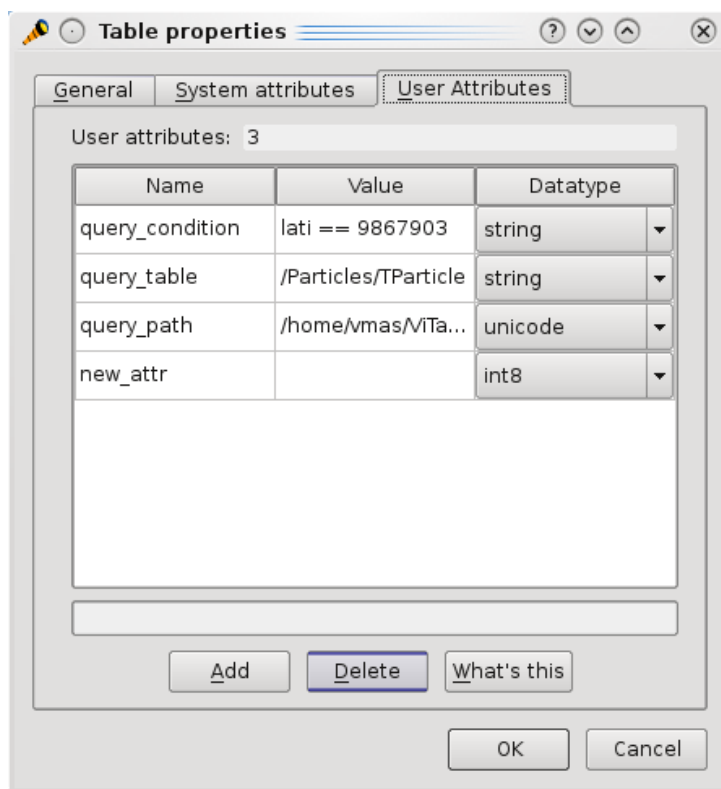 Table properties
General System attributes User Attributes
User attributes: 3
Name Value Datatype
query_condition lati == 9867903 string
query_table /Particles/TParticle string
query_path /home/vmas/ViTa... unicode
new_attr int8
Add Delete What's this
OK Cancel